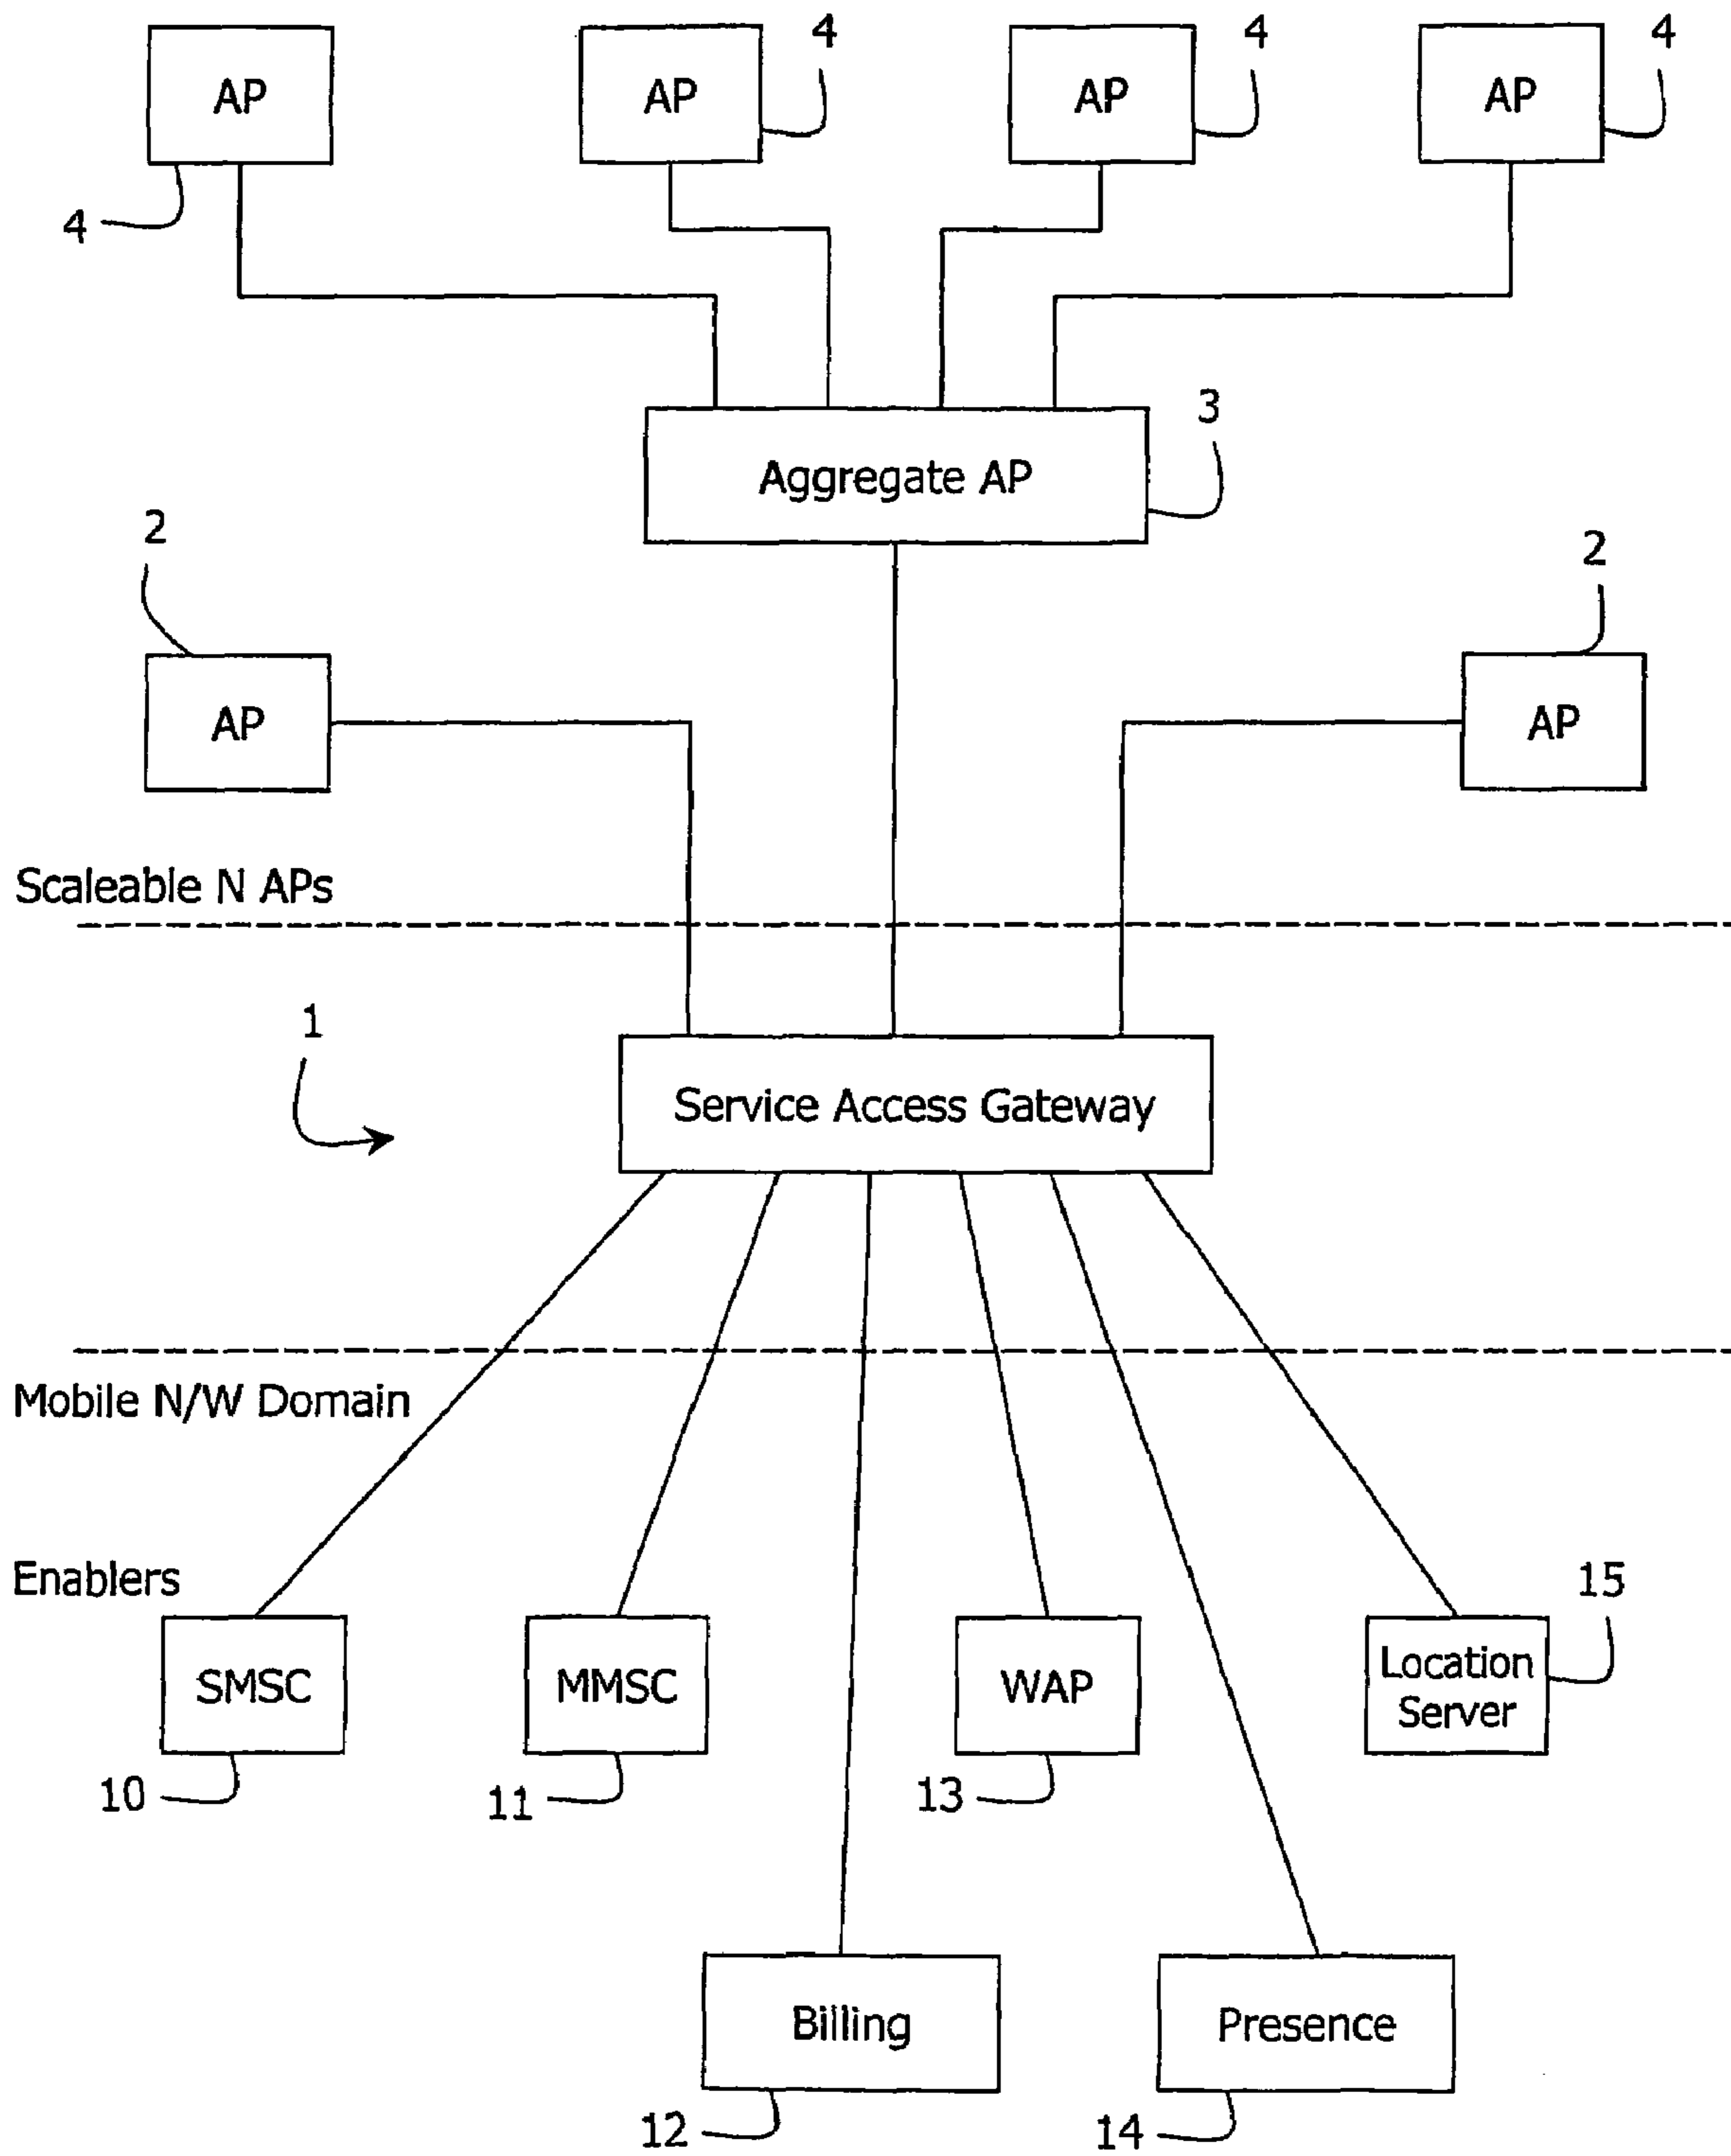 AP
AP
AP
AP
4
4
4
4
Aggregate AP
3
2
2
AP
AP
Scaleable N APs
1
Service Access Gateway
Mobile N/W Domain
Enablers
15
SMSC
MMSC
WAP
Location
Server
10
11
13
Billing
Presence
12
14